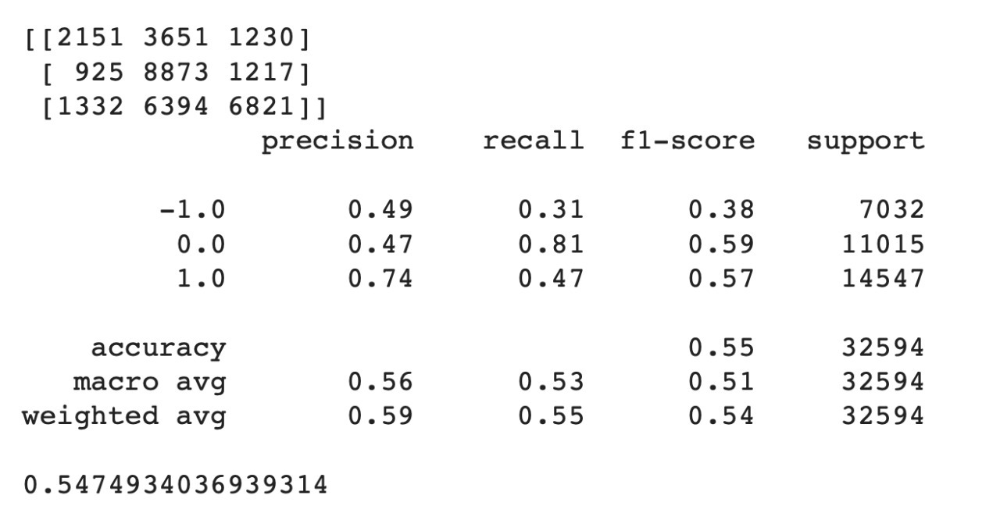 [[2151 3651 1230]
[ 925 8873 1217]
[1332 6394 6821]]
precision recall f1-score support
-1.0 0.49 0.31 0.38 7032
0.0 0.47 0.81 0.59 11015
1.0 0.74 0.47 0.57 14547
accuracy 0.55 32594
macro avg 0.56 0.53 0.51 32594
weighted avg 0.59 0.55 0.54 32594
0.5474934036939314